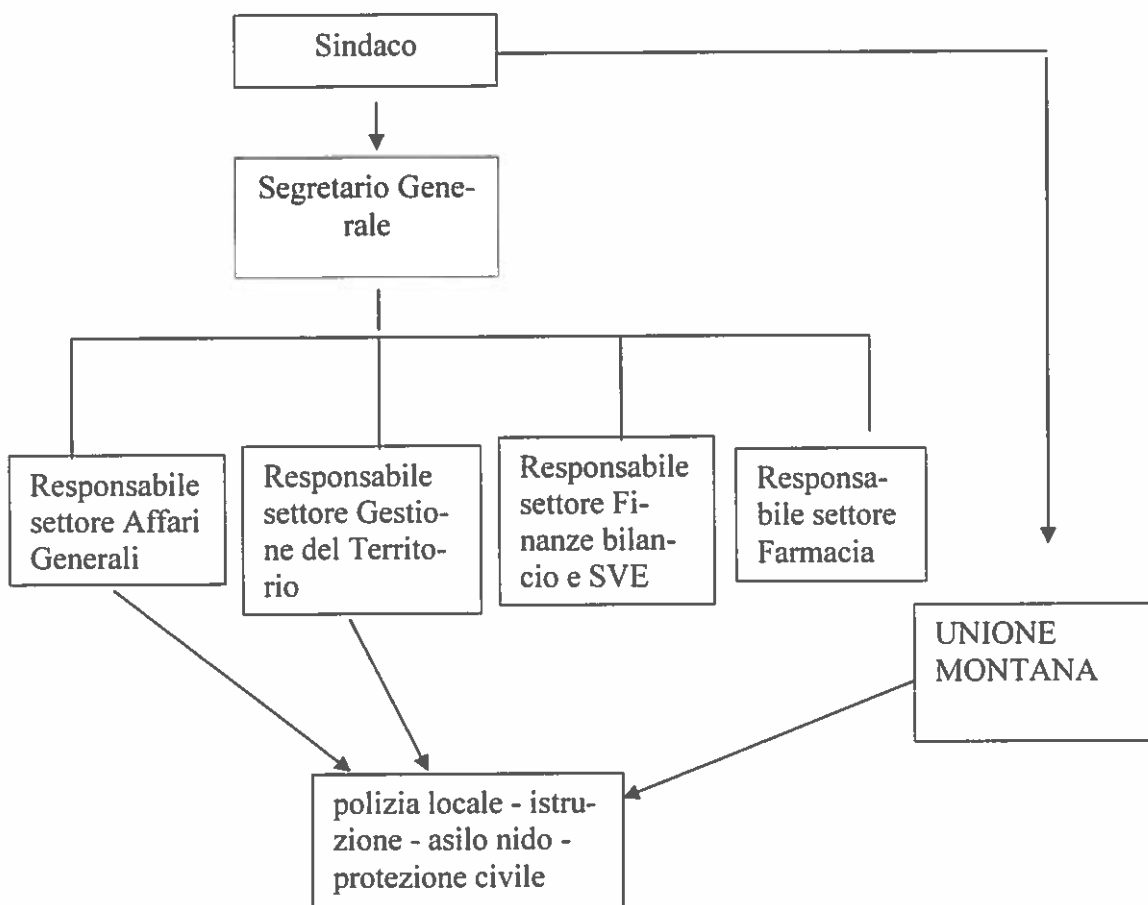 Sindaco
Segretario Gene-
rale
Responsabile
settore Affari
Generali
Responsabile
settore Gestio-
ne del Territo-
rio
Responsabile
settore Fi-
nanze bilan-
cio e SVE
Responsa-
bile settore
Farmacia
UNIONE
MONTANA
polizia locale - istru-
zione - asilo nido -
protezione civile